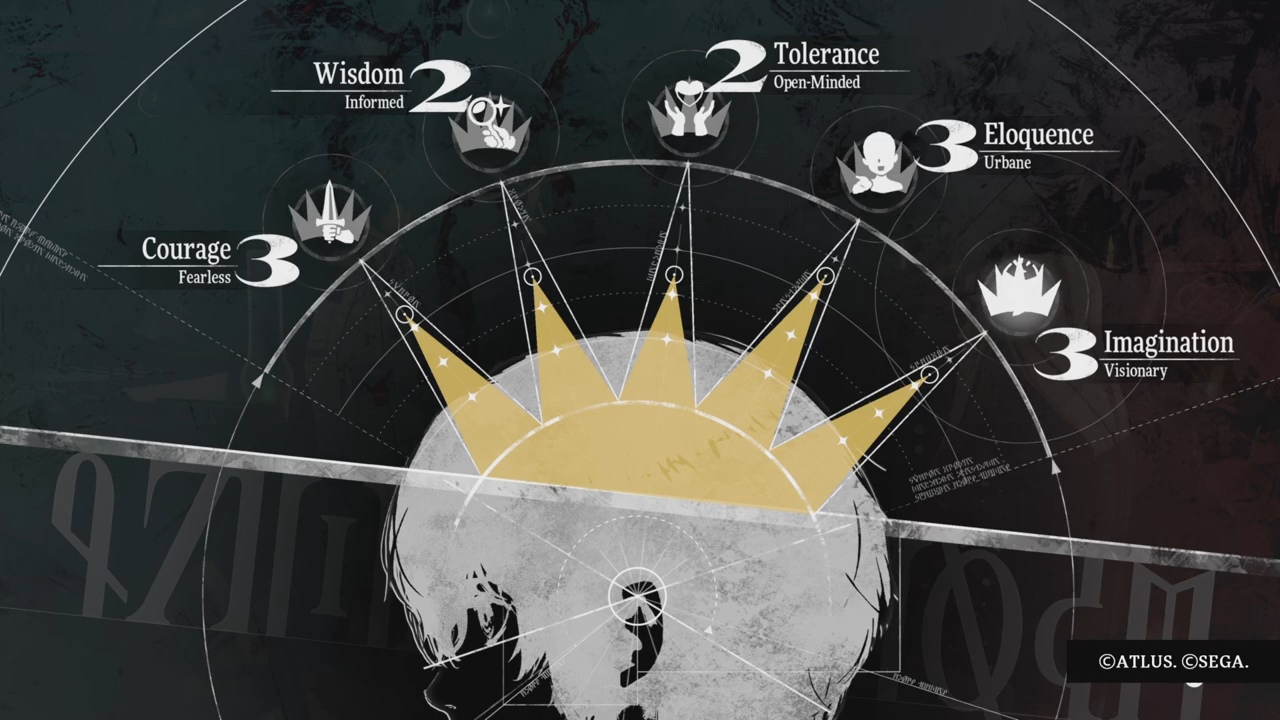 Wisdom 2
Informed
2 Tolerance
Open-Minded
3 Eloquence
Urbane
Courage 3
Fearless
3 Imagination
Visionary
©ATLUS. ©SEGA.